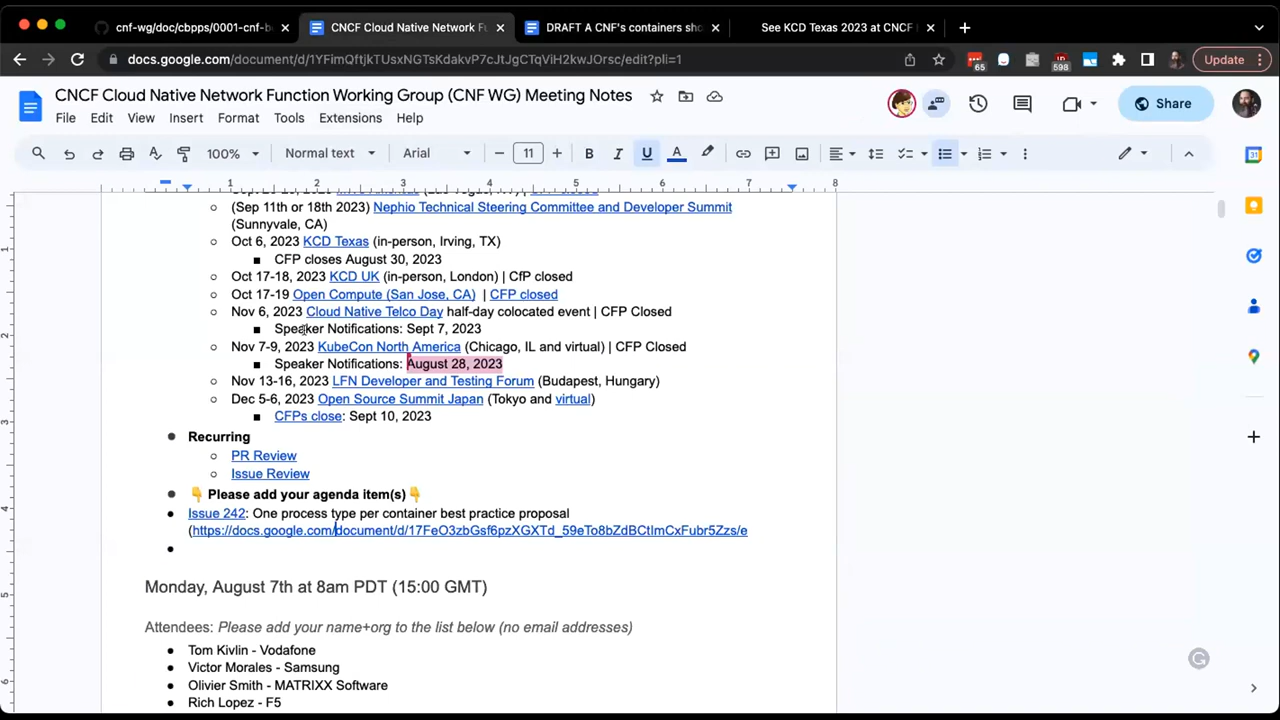 cnf-wg/doc/cbpps/0001-cnf-b
CNCF Cloud Native Network F
DRAFT A CNF's containers sho
See KCD Texas 2023 at CNCF
docs.google.com/document/d/1YFimQftjkTUsxNGTsKdakvP7cJtJgCTqViH2kwJOrsc/edit?pli=1
65
598
Update
CNCF Cloud Native Network Function Working Group (CNF WG) Meeting Notes
Share
File Edit View Insert Format Tools Extensions Help
100% Normal text Arial 11 B I U A
1 2 3 4 5 6 7 8
(Sep 11th or 18th 2023) Nephio Technical Steering Committee and Developer Summit
(Sunnyvale, CA)
Oct 6, 2023 KCD Texas (in-person, Irving, TX)
CFP closes August 30, 2023
Oct 17-18, 2023 KCD UK (in-person, London) | CfP closed
Oct 17-19 Open Compute (San Jose, CA) | CFP closed
Nov 6, 2023 Cloud Native Telco Day half-day colocated event | CFP Closed
Speaker Notifications: Sept 7, 2023
Nov 7-9, 2023 KubeCon North America (Chicago, IL and virtual) | CFP Closed
Speaker Notifications: August 28, 2023
Nov 13-16, 2023 LFN Developer and Testing Forum (Budapest, Hungary)
Dec 5-6, 2023 Open Source Summit Japan (Tokyo and virtual)
CFPs close: Sept 10, 2023
Recurring
PR Review
Issue Review
👇 Please add your agenda item(s)👇
Issue 242: One process type per container best practice proposal
(https://docs.google.com/document/d/17FeO3zbGsf6pzXGXTd_59eTo8bZdBCtImCxFubr5Zzs/e
Monday, August 7th at 8am PDT (15:00 GMT)
Attendees: Please add your name+org to the list below (no email addresses)
Tom Kivlin - Vodafone
Victor Morales - Samsung
Olivier Smith - MATRIXX Software
Rich Lopez - F5